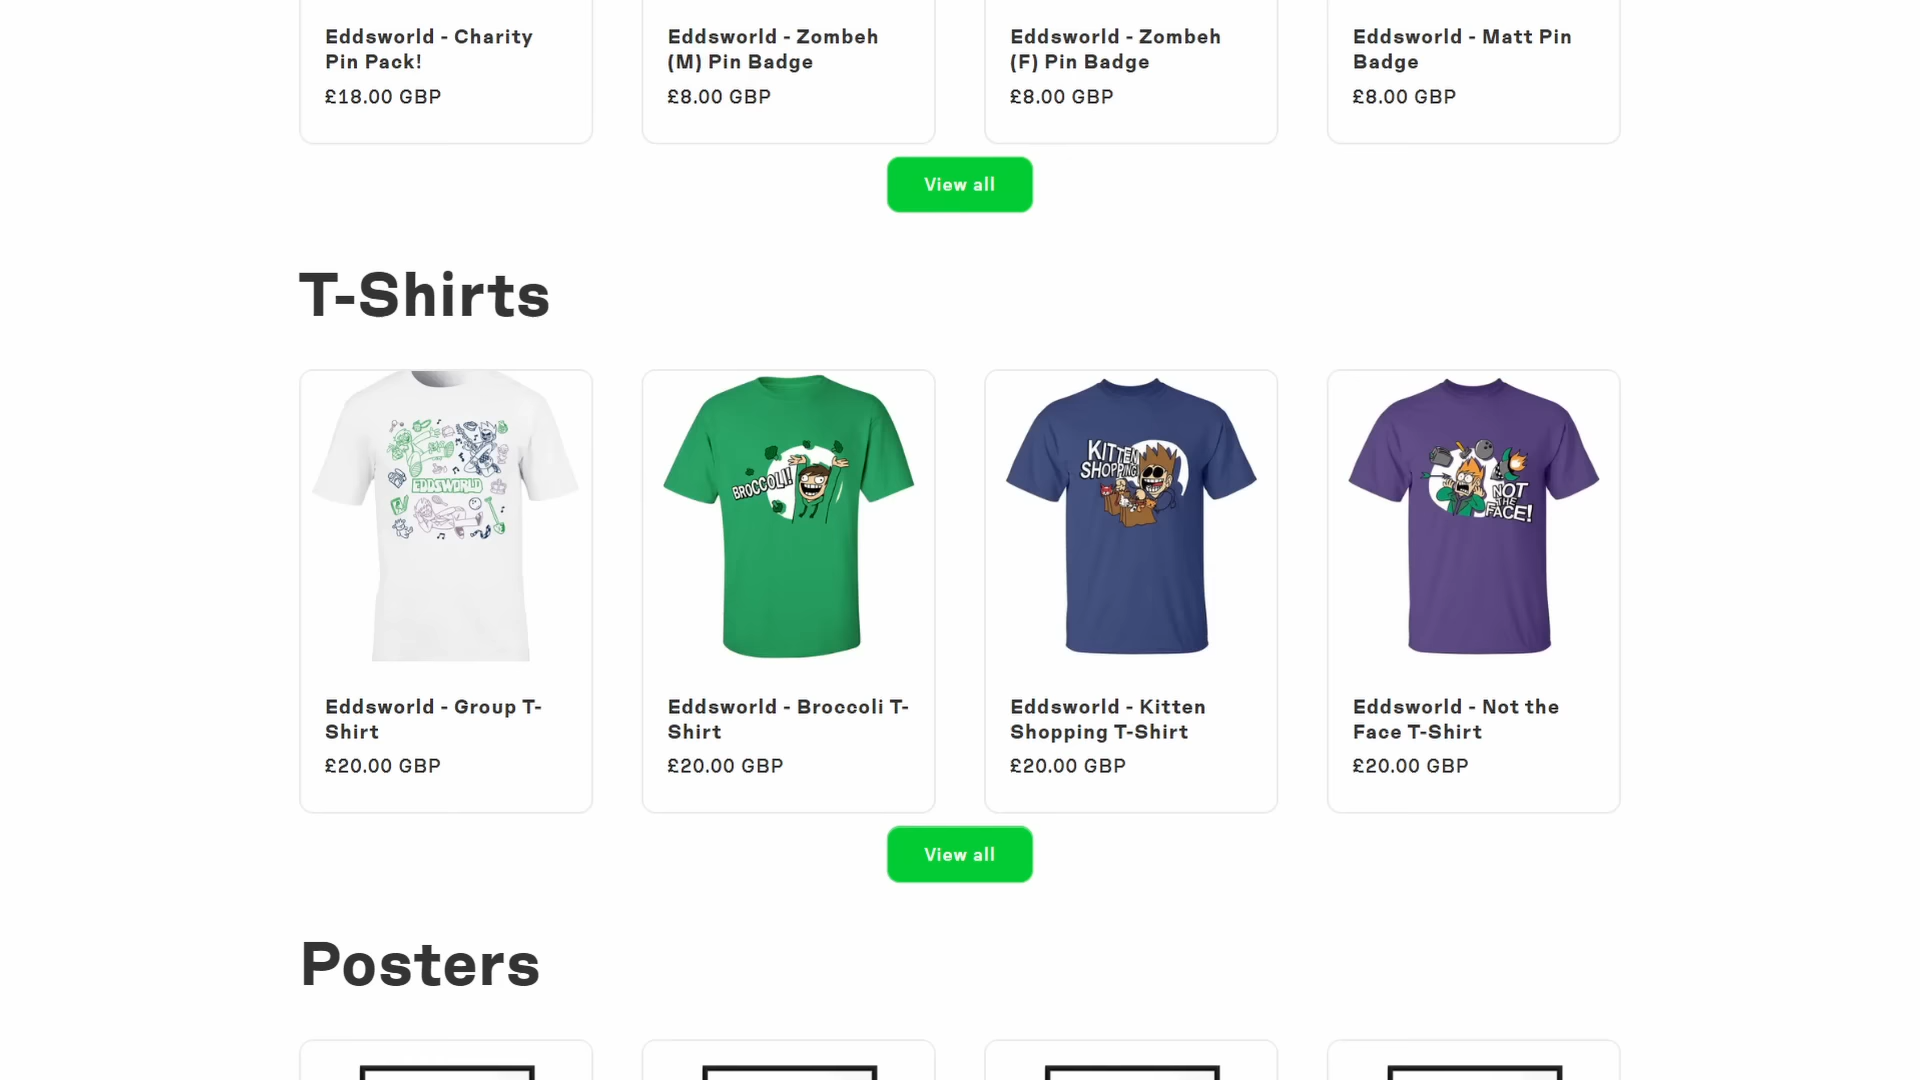 Eddsworld - Charity
Pin Pack!
£18.00 GBP
Eddsworld - Zombeh
(M) Pin Badge
£8.00 GBP
Eddsworld - Zombeh
(F) Pin Badge
£8.00 GBP
Eddsworld - Matt Pin
Badge
£8.00 GBP
View all
T-Shirts
EDDSWORLD
BROCCOLI!!
KITTEN
SHOPPING!
NOT
THE
FACE!
Eddsworld - Group T-
Shirt
£20.00 GBP
Eddsworld - Broccoli T-
Shirt
£20.00 GBP
Eddsworld - Kitten
Shopping T-Shirt
£20.00 GBP
Eddsworld - Not the
Face T-Shirt
£20.00 GBP
View all
Posters